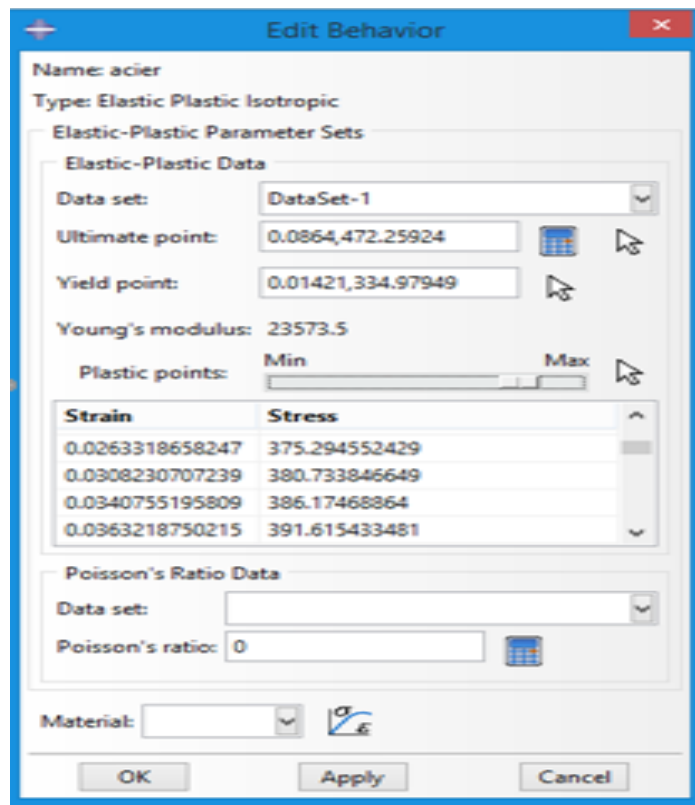 Edit Behavior
Name: acier
Type: Elastic Plastic Isotropic
Elastic-Plastic Parameter Sets
Elastic-Plastic Data
Data set: DataSet-1
Ultimate point: 0.0864,472.25924
Yield point: 0.01421,334.97949
Young's modulus: 23573.5
Min Max
Plastic points:
Strain Stress
0.0263318658247 375.294552429
0.0308230707239 380.733846649
0.0340755195809 386.17468864
0.0363218750215 391.615433481
Poisson's Ratio Data
Data set:
Poisson's ratio: 0
Material: σ ε
OK Apply Cancel